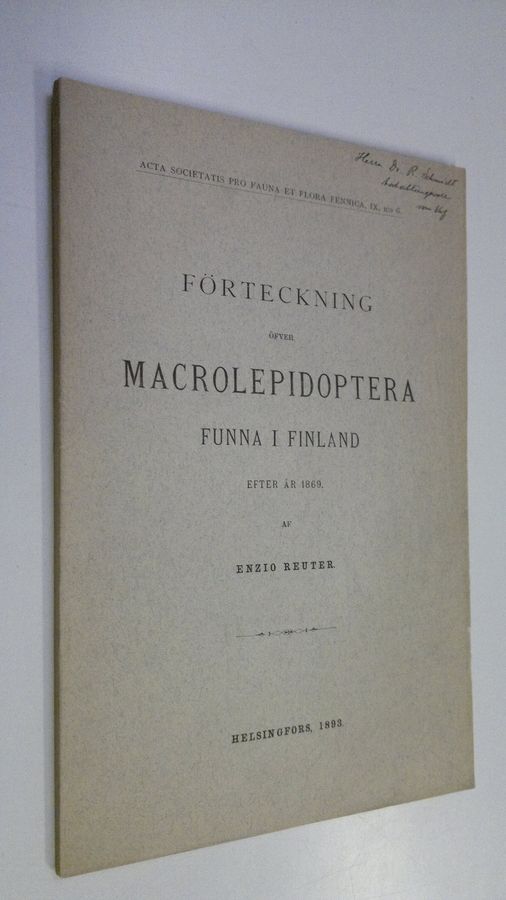 Herr Dr. R. Schmidt
ACTA SOCIETATIS PRO FAUNA ET FLORA FENNICA, IX, n:o 6.
FÖRTECKNING
ÖFVER
MACROLEPIDOPTERA
FUNNA I FINLAND
EFTER ÅR 1869.
AF
ENZIO REUTER.
HELSINGFORS, 1893.